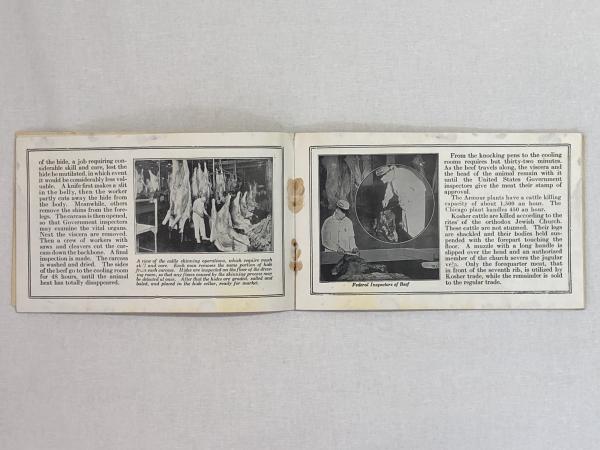 of the hide, a job requiring con-
siderable skill and care, lest the
hide be mutilated, in which event
it would be considerably less val-
uable. A knife first makes a slit
in the belly, then the worker
partly cuts away the hide from
the body. Meanwhile, others
remove the shins from the fore-
legs. The carcass is then opened,
so that Government inspectors
may examine the vital organs.
Next the viscera are removed.
Then a crew of workers with
saws and cleavers cut the car-
cass down the backbone. A final
inspection is made. The carcass
is washed and dried. The sides
of the beef go to the cooling room
for 48 hours, until the animal
heat has totally disappeared.
A view of the cattle skinning operations, which require much
skill and care. Each man removes the same portion of hide
from each carcass. Hides are inspected on the floor of the dress-
ing room, so that any flaws caused by the skinning process may
be detected at once. After that the hides are graded, salted and
baled, and placed in the hide cellar, ready for market.
Federal Inspectors of Beef
From the knocking pens to the cooling
rooms requires but thirty-two minutes.
As the beef travels along, the viscera and
the head of the animal remain with it
until the United States Government
inspectors give the meat their stamp of
approval.
The Armour plants have a cattle killing
capacity of about 1,500 an hour. The
Chicago plant handles 450 an hour.
Kosher cattle are killed according to the
rites of the orthodox Jewish Church.
These cattle are not stunned. Their legs
are shackled and their bodies held sus-
pended with the forepart touching the
floor. A muzzle with a long handle is
slipped over the head and an authorized
member of the church severs the jugular
vein. Only the forequarter meat, that
in front of the seventh rib, is utilized by
Kosher trade, while the remainder is sold
to the regular trade.